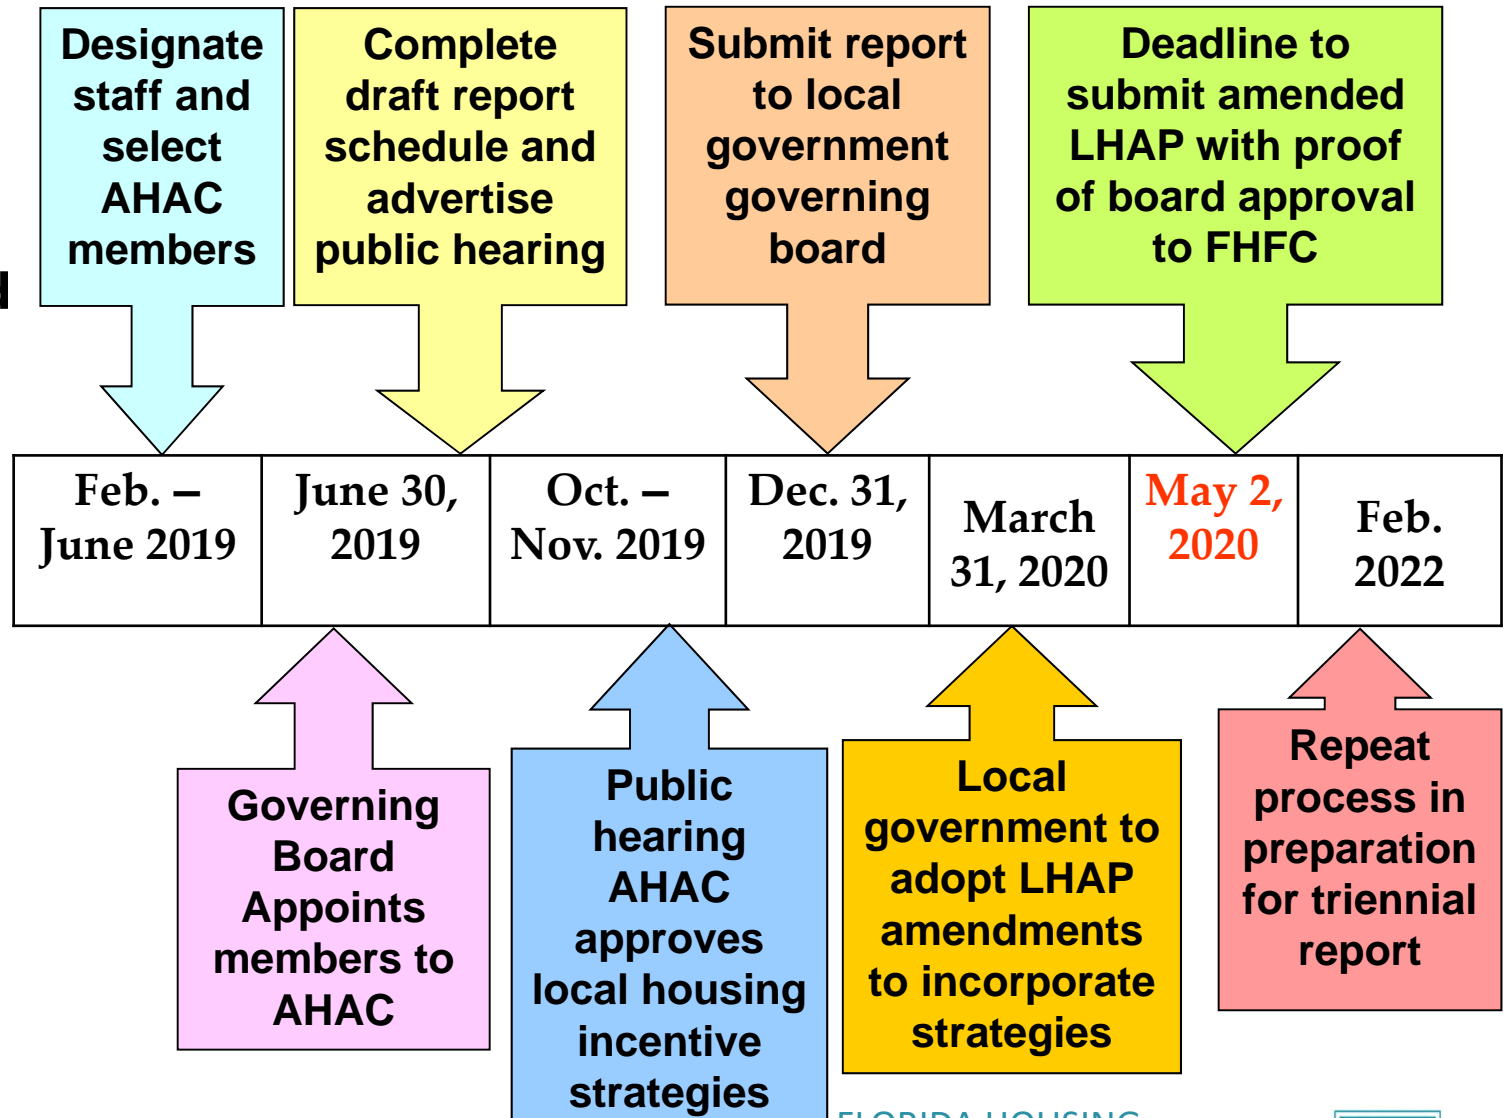 Designate
staff and
select
AHAC
members
Complete
draft report
schedule and
advertise
public hearing
Submit report
to local
government
governing
board
Deadline to
submit amended
LHAP with proof
of board approval
to FHFC
Feb. –
June 2019
June 30,
2019
Oct. –
Nov. 2019
Dec. 31,
2019
March
31, 2020
May 2,
2020
Feb.
2022
Governing
Board
Appoints
members to
AHAC
Public
hearing
AHAC
approves
local housing
incentive
strategies
Local
government to
adopt LHAP
amendments
to incorporate
strategies
Repeat
process in
preparation
for triennial
report
FLORIDA HOUSING